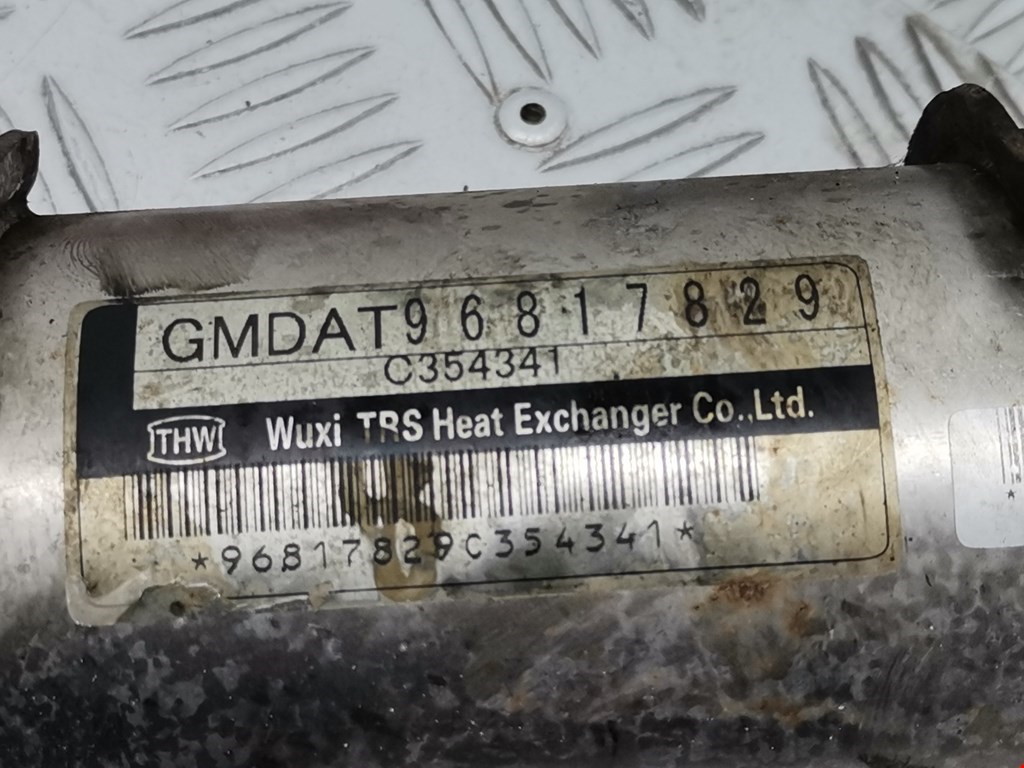 GMDAT96817829
C354341
THW Wuxi TRS Heat Exchanger Co.,Ltd.
*96817829C354341*
*